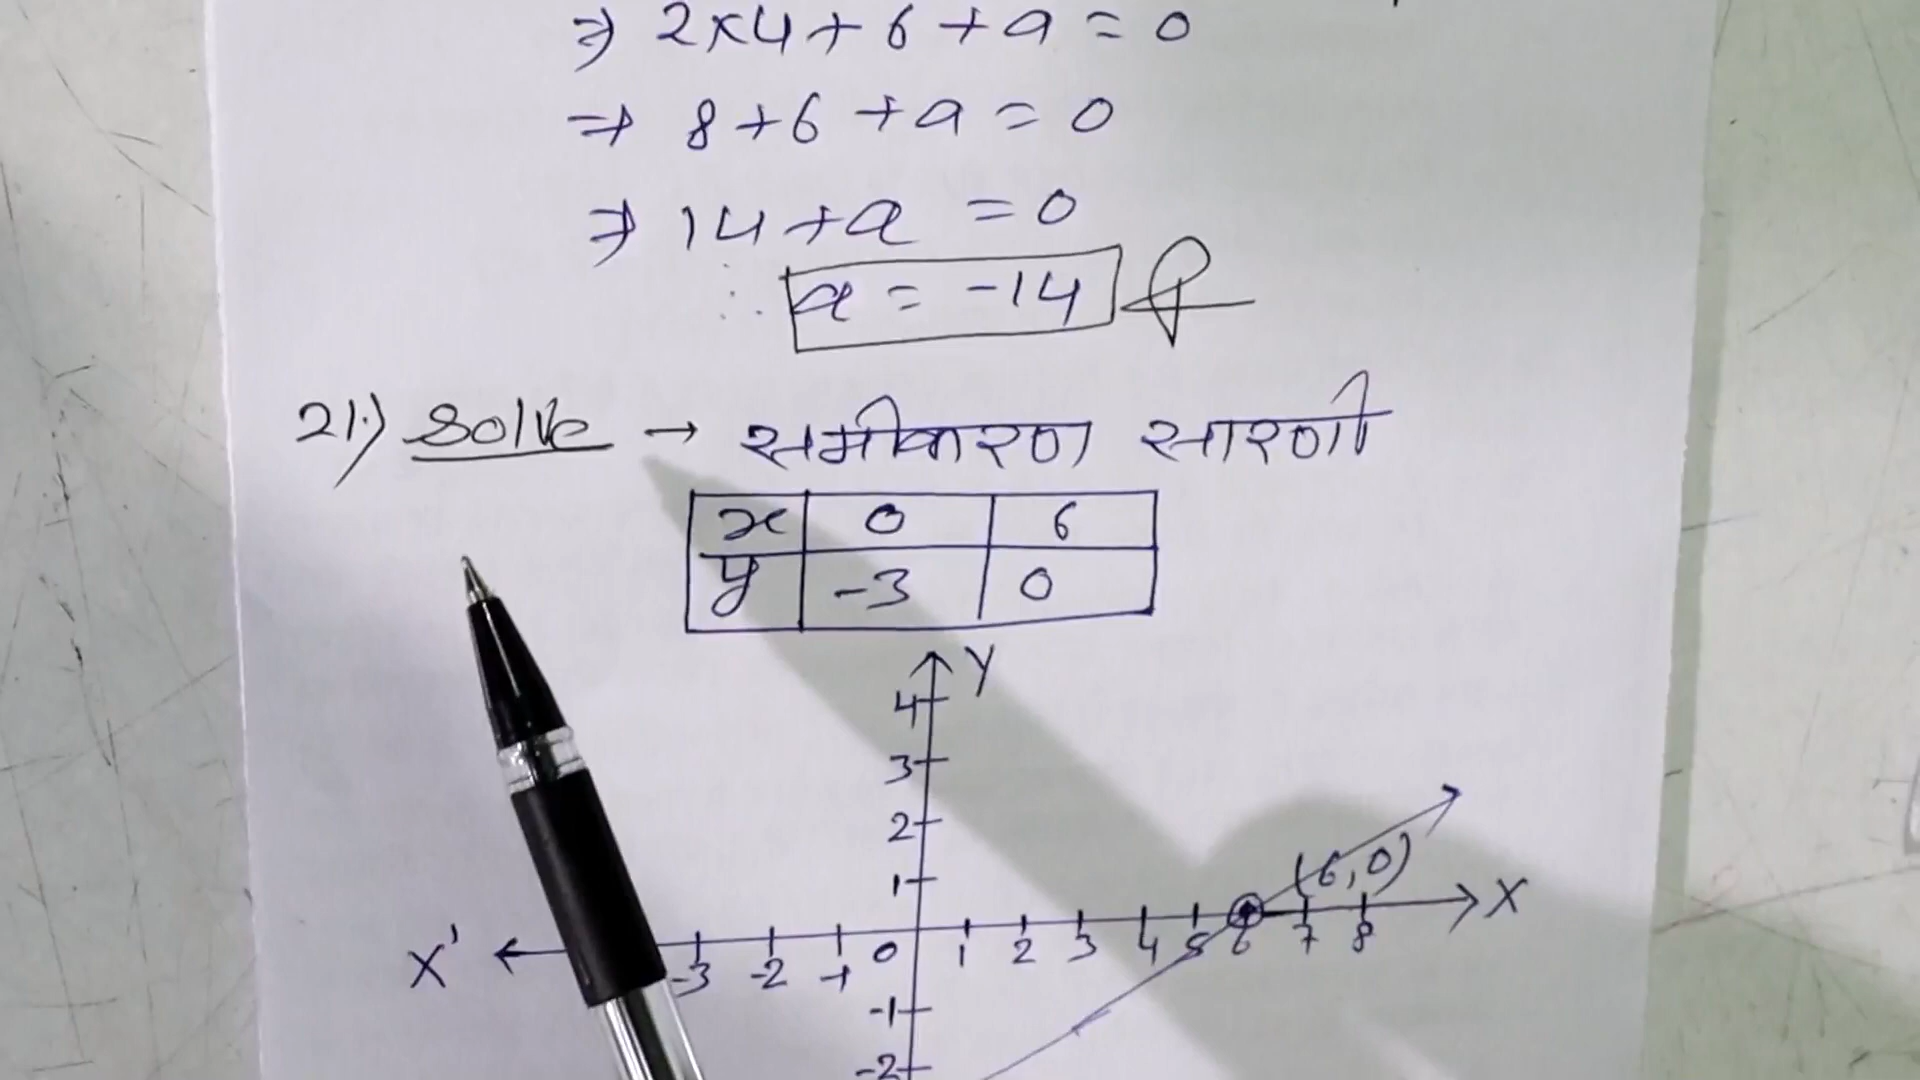 ⇒ 2×4+6+a=0
⇒ 8+6+a=0
⇒ 14+a=0
∴ a = -14
21.) Solve → समीकरण सारणी
x 0 6
y -3 0
Y
4
3
2
1
(6,0)
X' -3 -2 -1 0 1 2 3 4 5 6 7 8 X
-1
-2